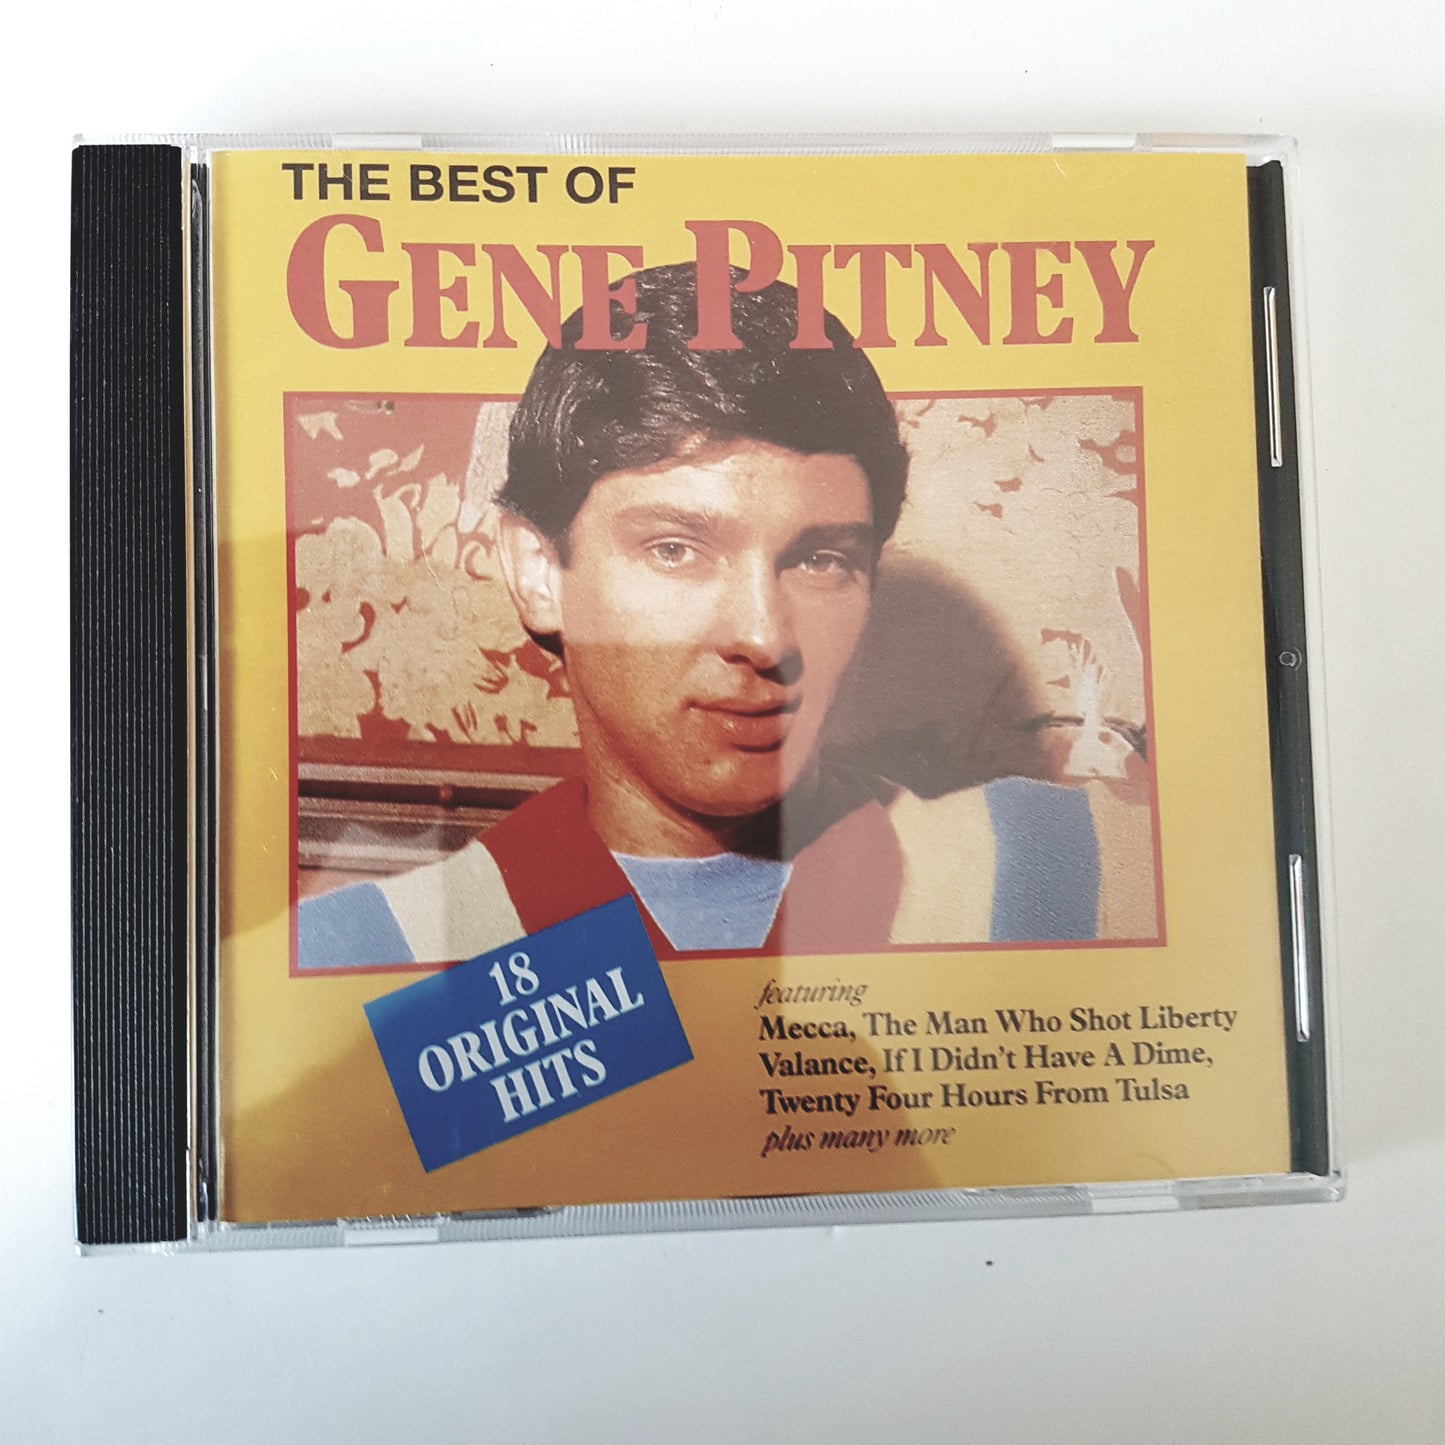 THE BEST OF
GENE PITNEY
18
ORIGINAL
HITS
featuring
Mecca, The Man Who Shot Liberty
Valance, If I Didn't Have A Dime,
Twenty Four Hours From Tulsa
plus many more